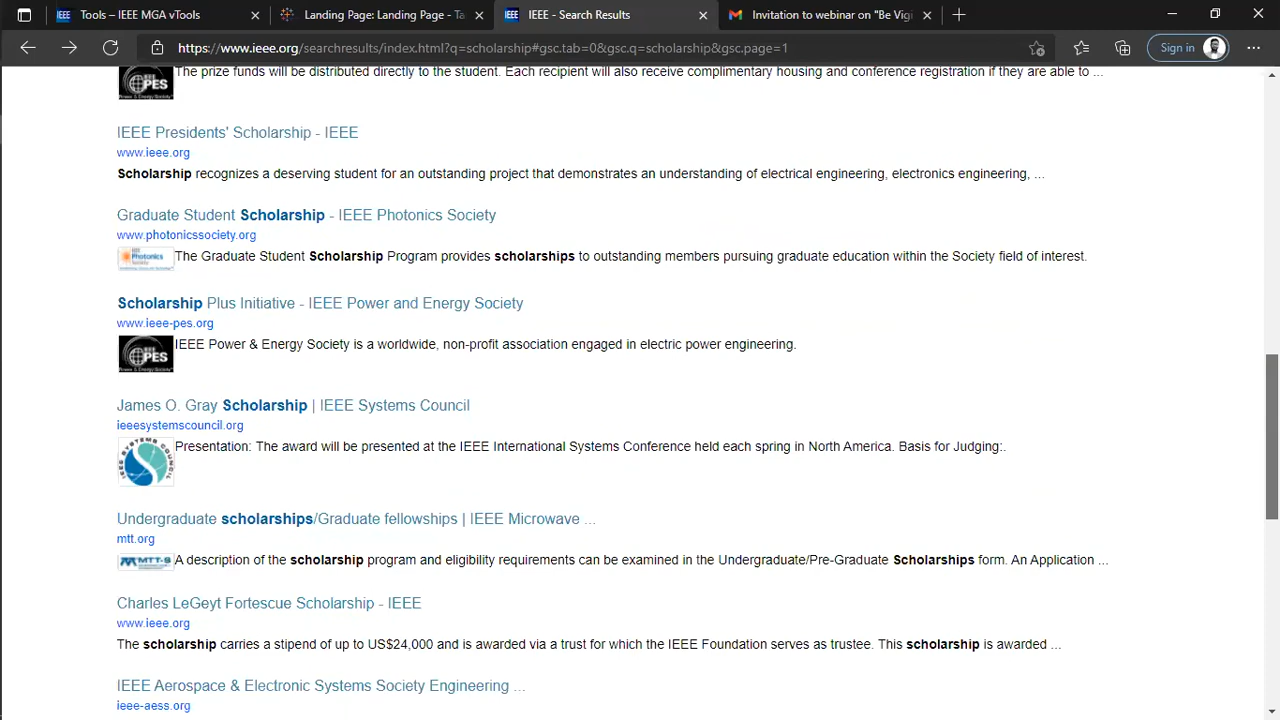 Tools – IEEE MGA vTools
Landing Page: Landing Page - Ta
IEEE - Search Results
Invitation to webinar on "Be Vigi
https://www.ieee.org/searchresults/index.html?q=scholarship#gsc.tab=0&gsc.q=scholarship&gsc.page=1
Sign in
The prize funds will be distributed directly to the student. Each recipient will also receive complimentary housing and conference registration if they are able to ...
PES
IEEE Presidents' Scholarship - IEEE
www.ieee.org
Scholarship recognizes a deserving student for an outstanding project that demonstrates an understanding of electrical engineering, electronics engineering, ...
Graduate Student Scholarship - IEEE Photonics Society
www.photonicssociety.org
Photonics
The Graduate Student Scholarship Program provides scholarships to outstanding members pursuing graduate education within the Society field of interest.
Scholarship Plus Initiative - IEEE Power and Energy Society
www.ieee-pes.org
IEEE Power & Energy Society is a worldwide, non-profit association engaged in electric power engineering.
PES
James O. Gray Scholarship | IEEE Systems Council
ieeesystemscouncil.org
Presentation: The award will be presented at the IEEE International Systems Conference held each spring in North America. Basis for Judging:.
IEEE SYSTEMS COUNCIL
Undergraduate scholarships/Graduate fellowships | IEEE Microwave ...
mtt.org
MTT-S
A description of the scholarship program and eligibility requirements can be examined in the Undergraduate/Pre-Graduate Scholarships form. An Application ...
Charles LeGeyt Fortescue Scholarship - IEEE
www.ieee.org
The scholarship carries a stipend of up to US$24,000 and is awarded via a trust for which the IEEE Foundation serves as trustee. This scholarship is awarded ...
IEEE Aerospace & Electronic Systems Society Engineering ...
ieee-aess.org